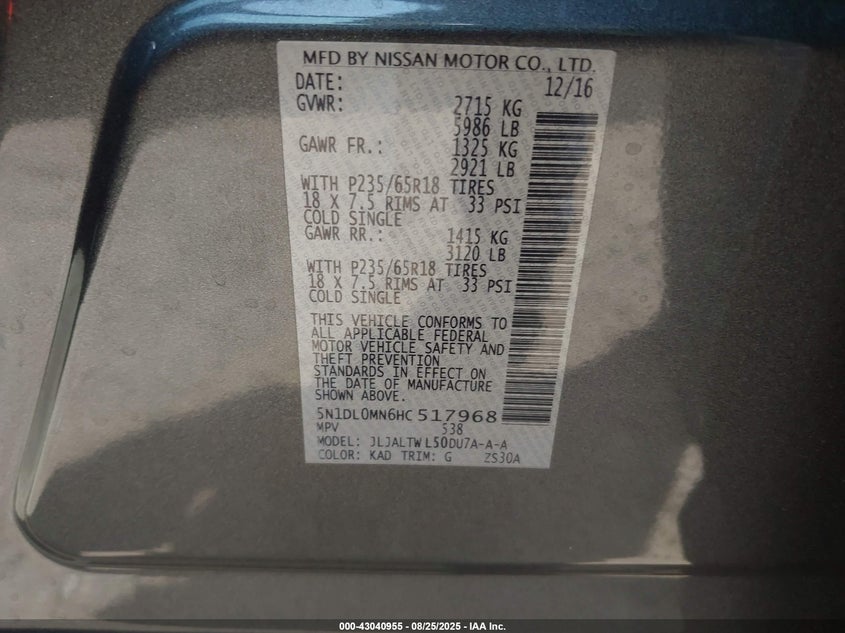 MFD BY NISSAN MOTOR CO., LTD.
DATE: 12/16
GVWR: 2715 KG
5986 LB
GAWR FR.: 1325 KG
2921 LB
WITH P235/65R18 TIRES
18 X 7.5 RIMS AT 33 PSI
COLD SINGLE
GAWR RR.: 1415 KG
3120 LB
WITH P235/65R18 TIRES
18 X 7.5 RIMS AT 33 PSI
COLD SINGLE
THIS VEHICLE CONFORMS TO
ALL APPLICABLE FEDERAL
MOTOR VEHICLE SAFETY AND
THEFT PREVENTION
STANDARDS IN EFFECT ON
THE DATE OF MANUFACTURE
SHOWN ABOVE.
5N1DL0MN6HC517968
MPV 538
MODEL: JLJALTWL50DU7A-A-A
COLOR: KAD TRIM: G ZS30A
000-43040955 - 08/25/2025 - IAA Inc.